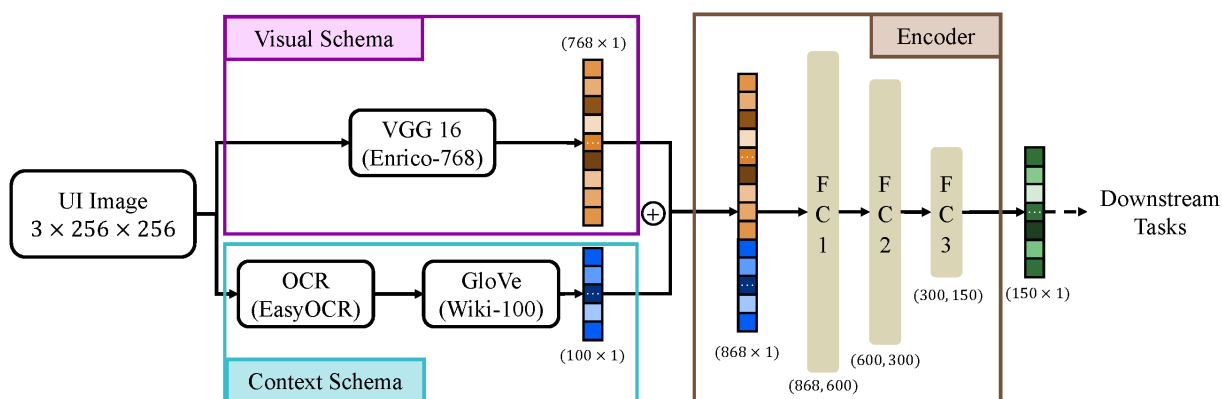 Visual Schema
(768 × 1)
VGG 16
(Enrico-768)
...
UI Image
3 × 256 × 256
+
OCR
(EasyOCR)
GloVe
(Wiki-100)
...
(100 × 1)
Context Schema
Encoder
...
...
(868 × 1)
F
C
1
(868, 600)
F
C
2
(600, 300)
F
C
3
(300, 150)
...
(150 × 1)
Downstream
Tasks